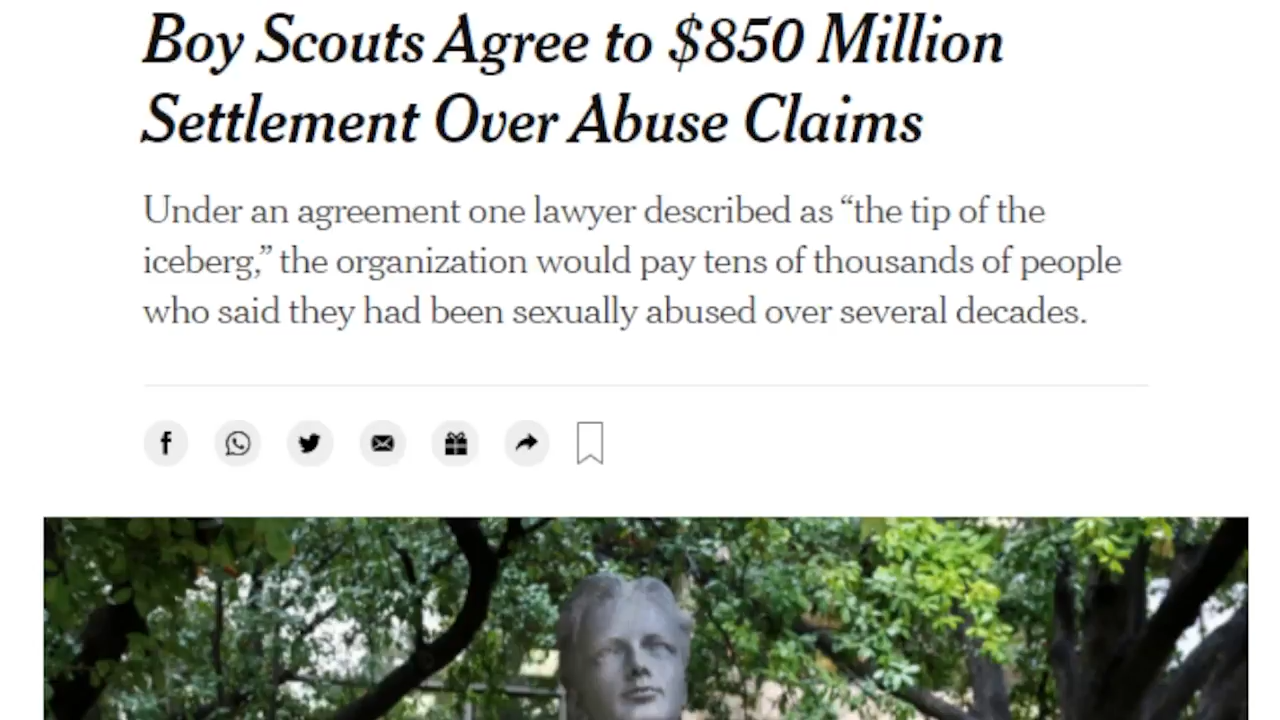 Boy Scouts Agree to $850 Million
Settlement Over Abuse Claims
Under an agreement one lawyer described as “the tip of the
iceberg,” the organization would pay tens of thousands of people
who said they had been sexually abused over several decades.